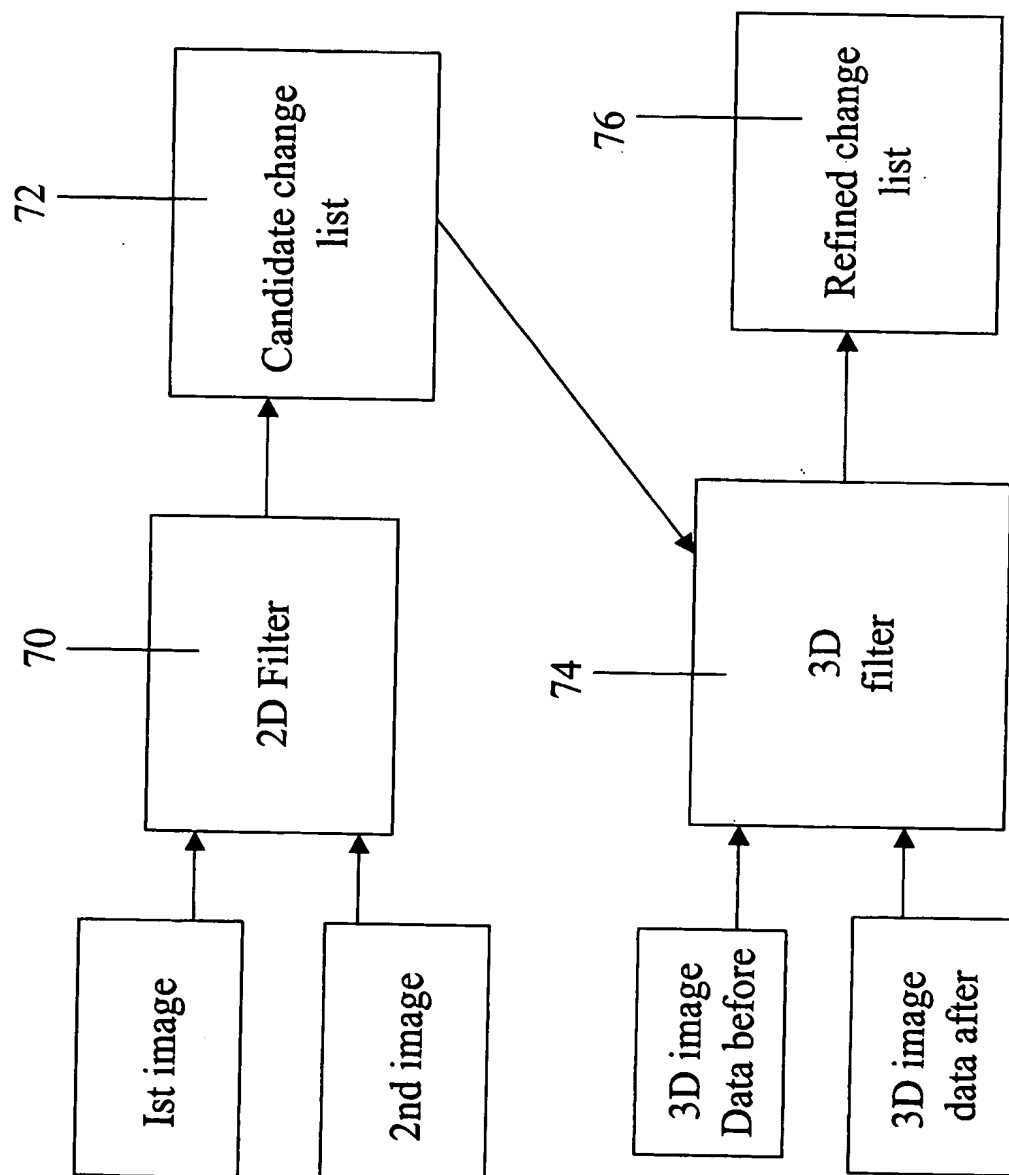 Ist image
2nd image
70
2D Filter
72
Candidate change
list
3D image
Data before
3D image
data after
74
3D
filter
76
Refined change
list